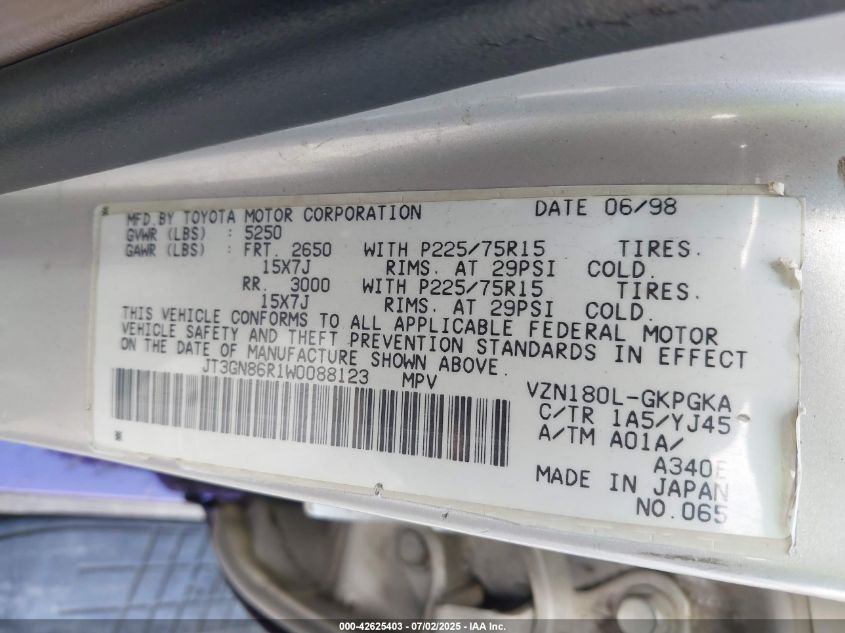 MFD.BY TOYOTA MOTOR CORPORATION DATE 06/98
GVWR (LBS) : 5250
GAWR (LBS) : FRT. 2650 WITH P225/75R15 TIRES.
15X7J RIMS. AT 29PSI COLD.
RR. 3000 WITH P225/75R15 TIRES.
15X7J RIMS. AT 29PSI COLD.
THIS VEHICLE CONFORMS TO ALL APPLICABLE FEDERAL MOTOR
VEHICLE SAFETY AND THEFT PREVENTION STANDARDS IN EFFECT
ON THE DATE OF MANUFACTURE SHOWN ABOVE.
JT3GN86R1W0088123 MPV
VZN180L-GKPGKA
C/TR 1A5/YJ45
A/TM A01A/
A340E
MADE IN JAPAN
NO.065
000-42625403 - 07/02/2025 - IAA Inc.